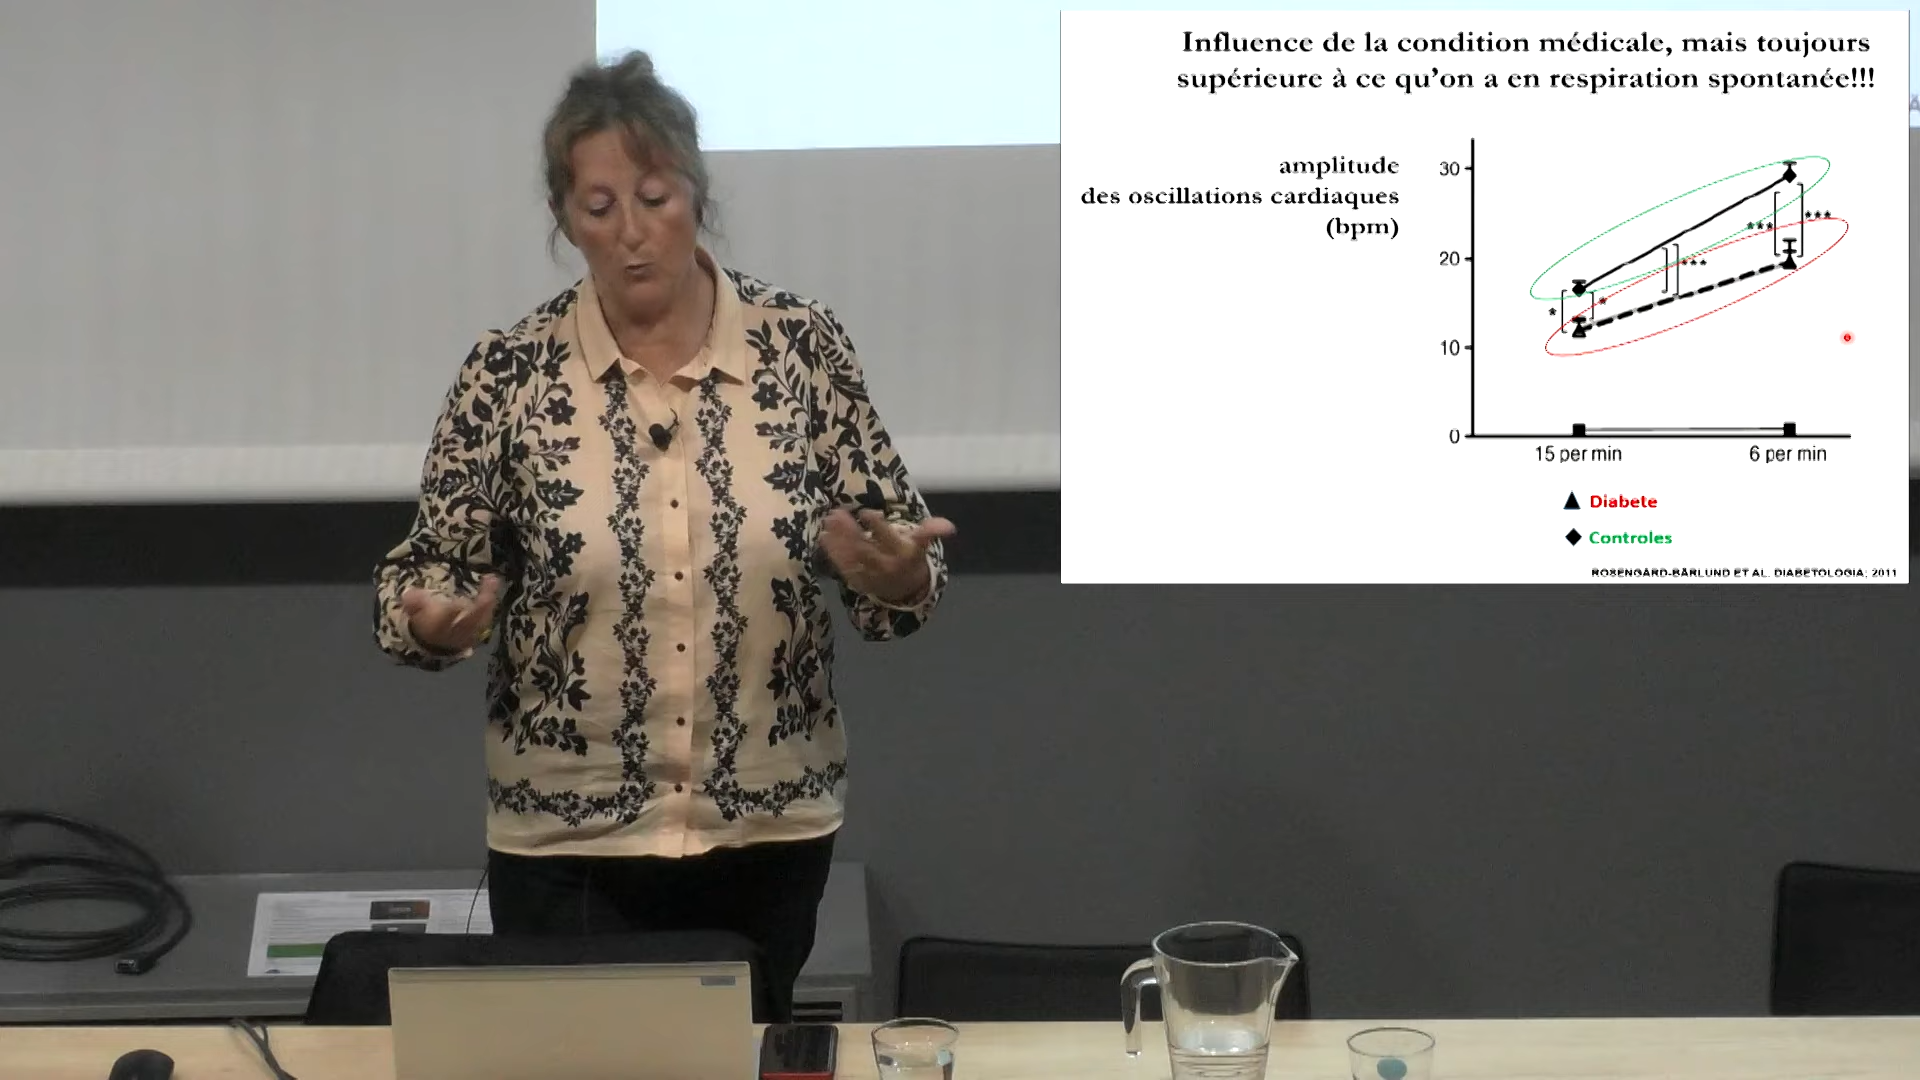 Influence de la condition médicale, mais toujours
supérieure à ce qu'on a en respiration spontanée!!!
amplitude
des oscillations cardiaques
(bpm)
30
20
10
0
***
***
***
*
*
15 per min
6 per min
Diabete
Controles
ROSENGARD-BÄRLUND ET AL. DIABETOLOGIA; 2011